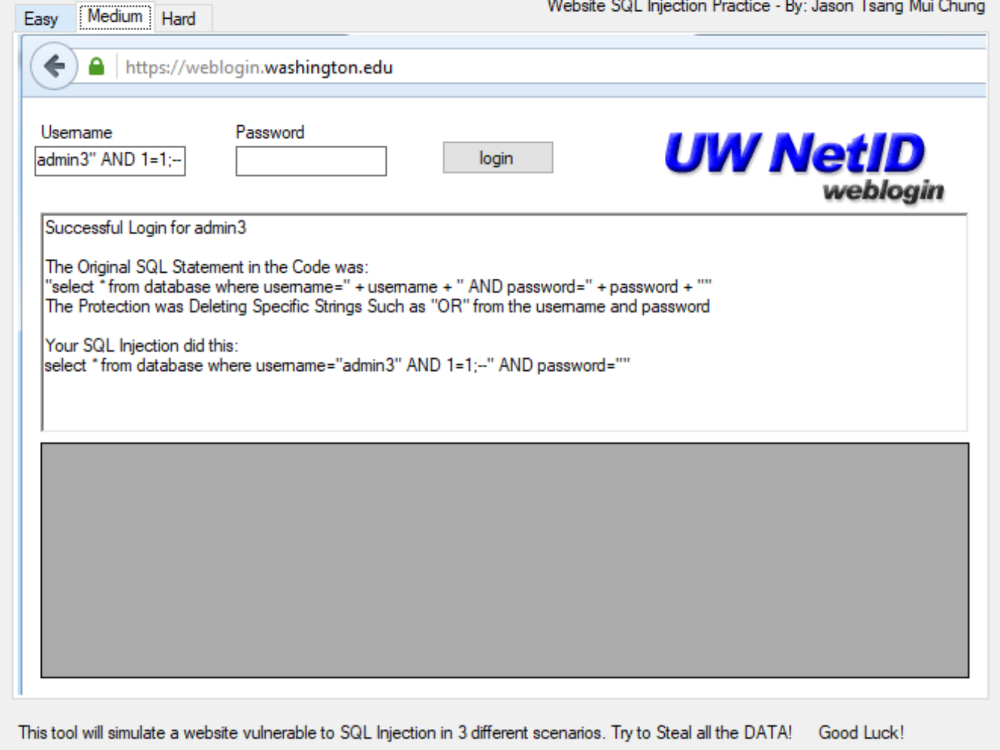 Website SQL Injection Practice - By: Jason Tsang Mui Chung
Easy Medium Hard
https://weblogin.washington.edu
Username Password
admin3" AND 1=1;-- login
UW NetID
weblogin
Successful Login for admin3
The Original SQL Statement in the Code was:
"select * from database where username=" + username + " AND password=" + password + ""
The Protection was Deleting Specific Strings Such as "OR" from the username and password
Your SQL Injection did this:
select * from database where username="admin3" AND 1=1;--" AND password=""
This tool will simulate a website vulnerable to SQL Injection in 3 different scenarios. Try to Steal all the DATA! Good Luck!